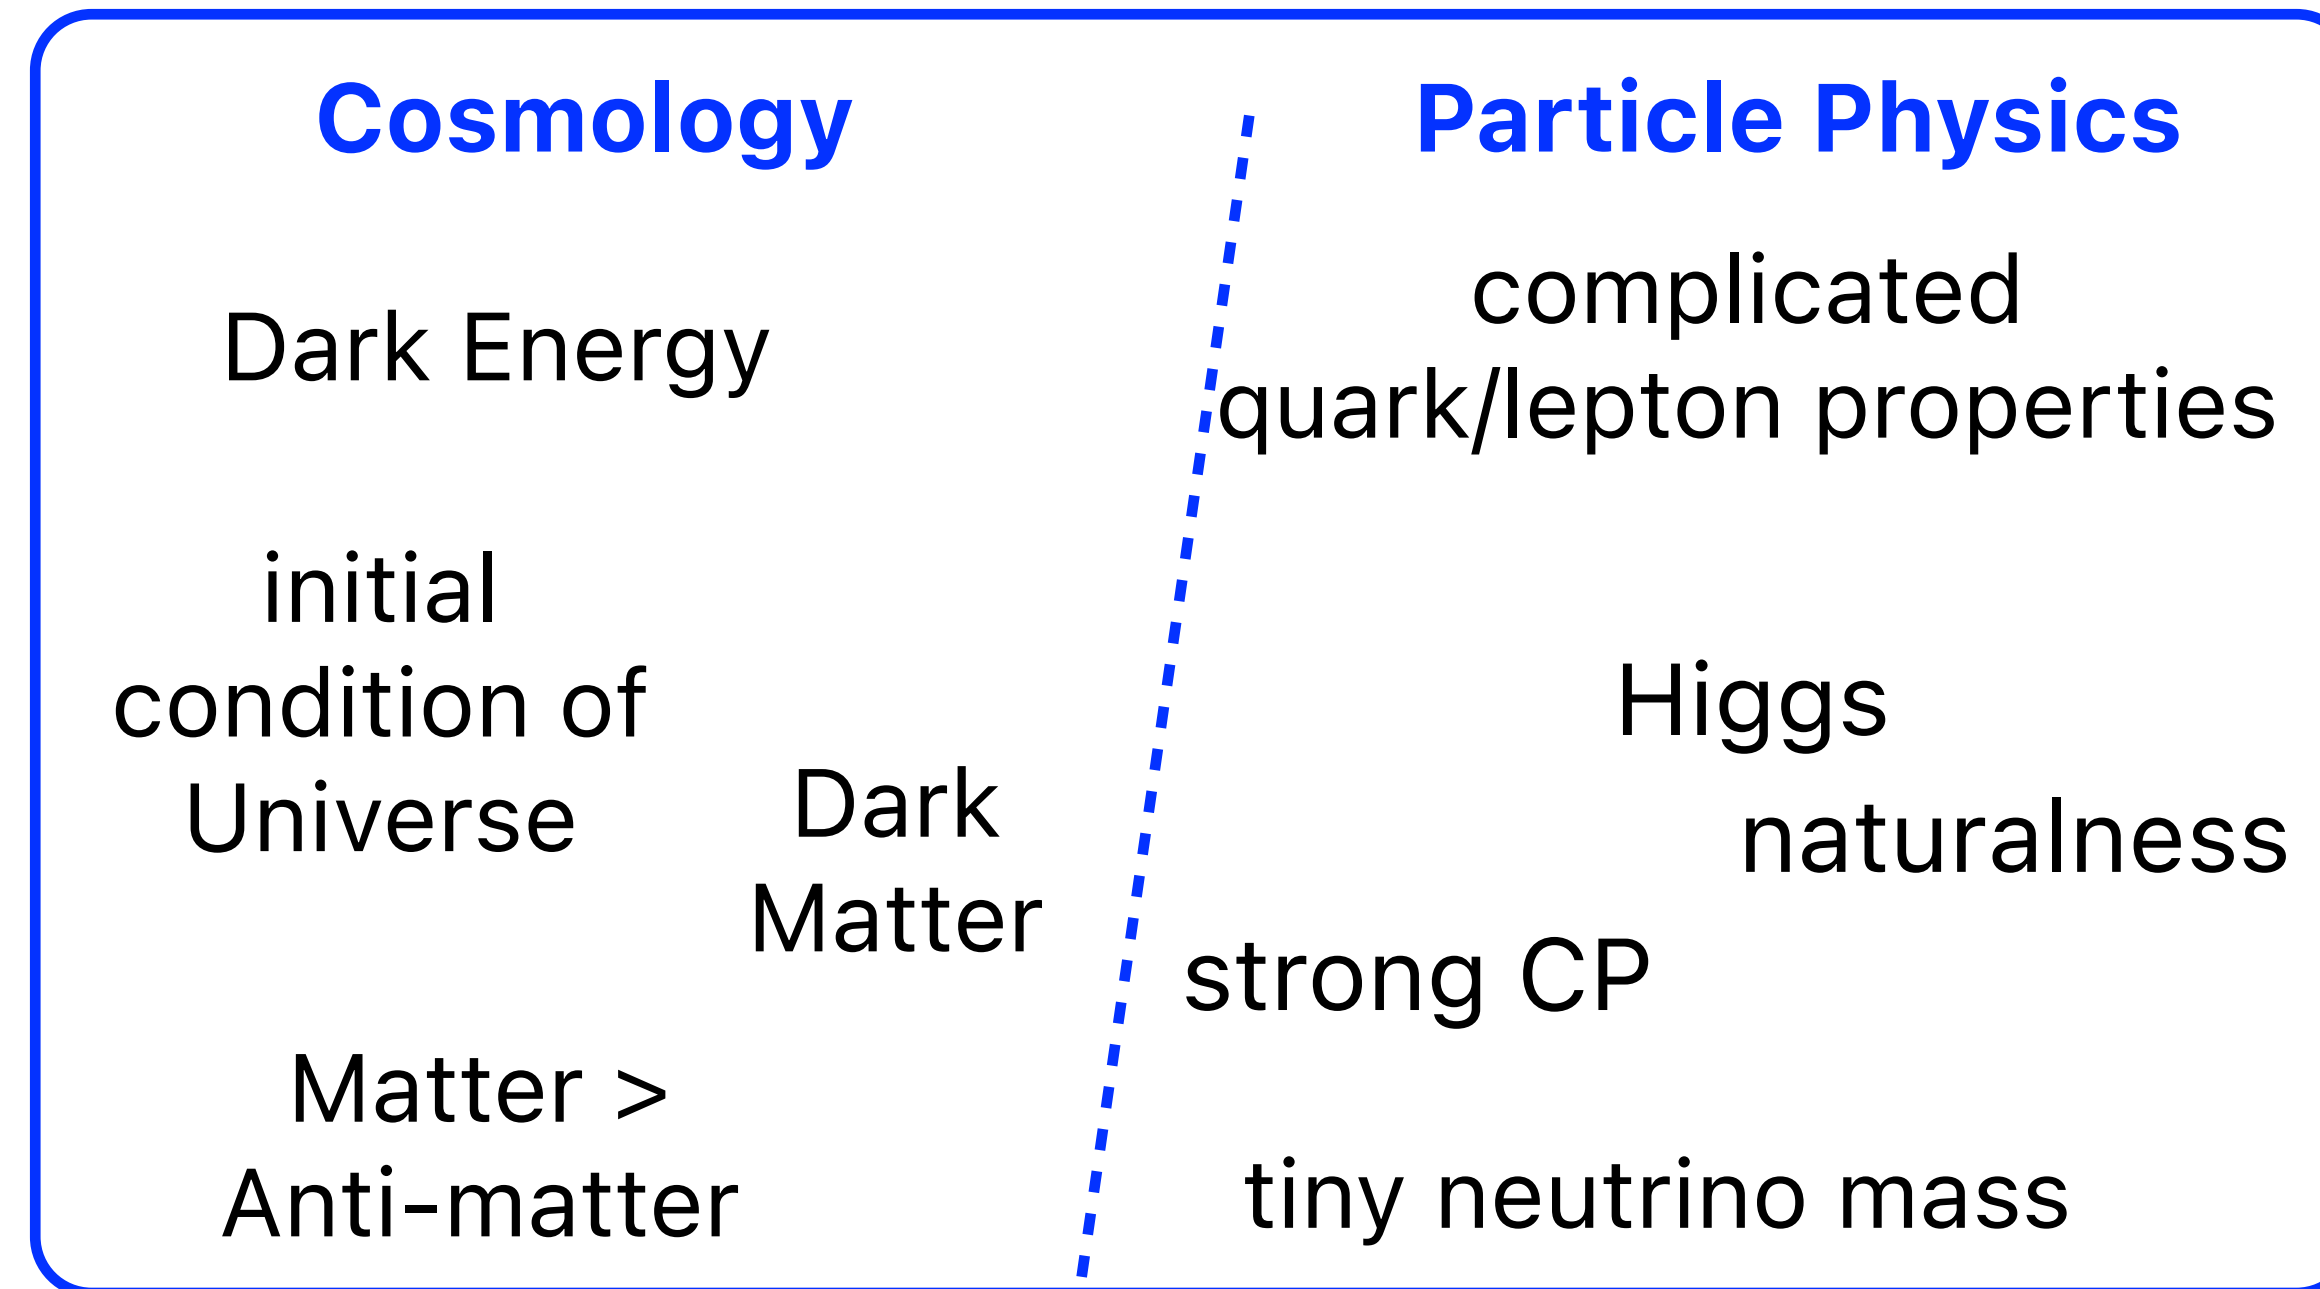 Cosmology
Dark Energy
initial
condition of
Universe
Dark
Matter
Matter >
Anti-matter
Particle Physics
complicated
quark/lepton properties
Higgs
naturalness
strong CP
tiny neutrino mass